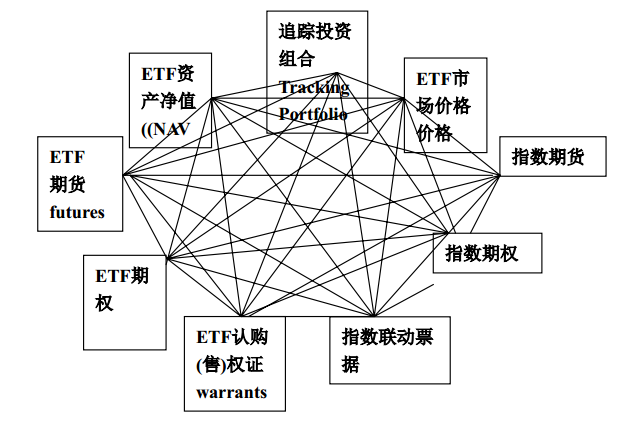 追踪投资
组合
Tracking
Portfolio
ETF资
产净值
((NAV
ETF市
场价格
价格
ETF
期货
futures
指数期货
ETF期
权
指数期权
ETF认购
(售)权证
warrants
指数联动票
据